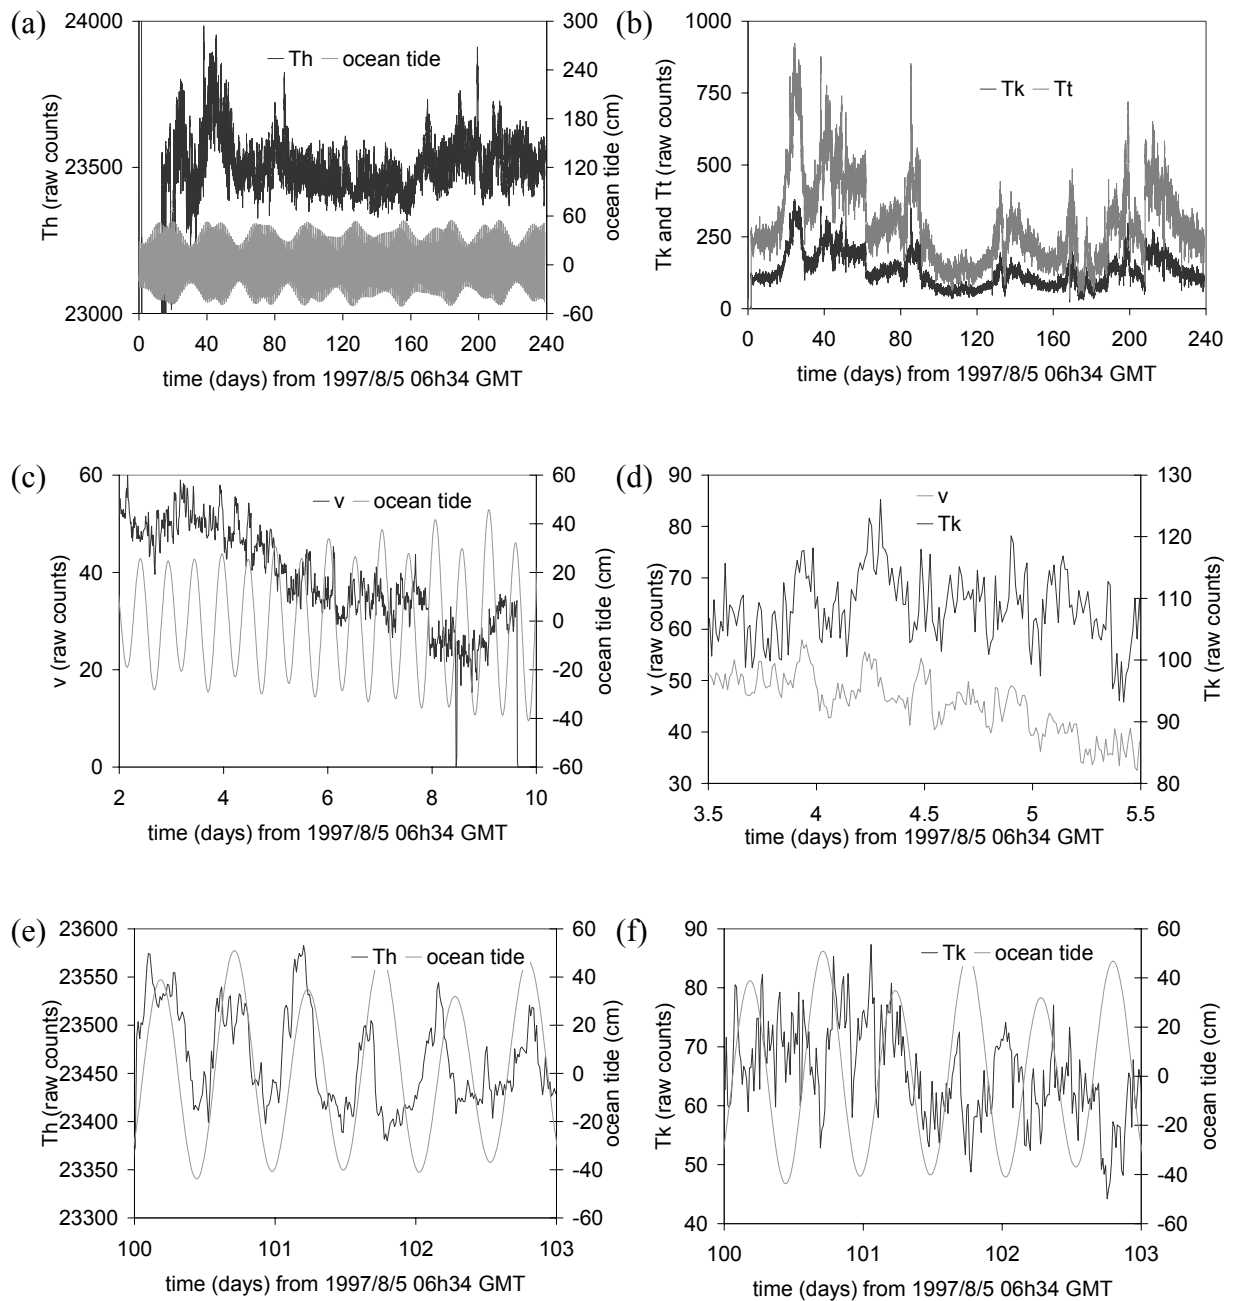 (a)
24000
23500
23000
Th (raw counts)
Th ocean tide
300
240
180
120
60
0
-60
ocean tide (cm)
0 40 80 120 160 200 240
time (days) from 1997/8/5 06h34 GMT
(b)
1000
750
500
250
0
Tk and Tt (raw counts)
Tk Tt
0 40 80 120 160 200 240
time (days) from 1997/8/5 06h34 GMT
(c)
60
40
20
0
v (raw counts)
v ocean tide
60
40
20
0
-20
-40
-60
ocean tide (cm)
2 4 6 8 10
time (days) from 1997/8/5 06h34 GMT
(d)
90
80
70
60
50
40
30
v (raw counts)
v
Tk
130
120
110
100
90
80
Tk (raw counts)
3.5 4 4.5 5 5.5
time (days) from 1997/8/5 06h34 GMT
(e)
23600
23550
23500
23450
23400
23350
23300
Th (raw counts)
Th ocean tide
60
40
20
0
-20
-40
-60
ocean tide (cm)
100 101 102 103
time (days) from 1997/8/5 06h34 GMT
(f)
90
80
70
60
50
40
Tk (raw counts)
Tk ocean tide
60
40
20
0
-20
-40
-60
ocean tide (cm)
100 101 102 103
time (days) from 1997/8/5 06h34 GMT